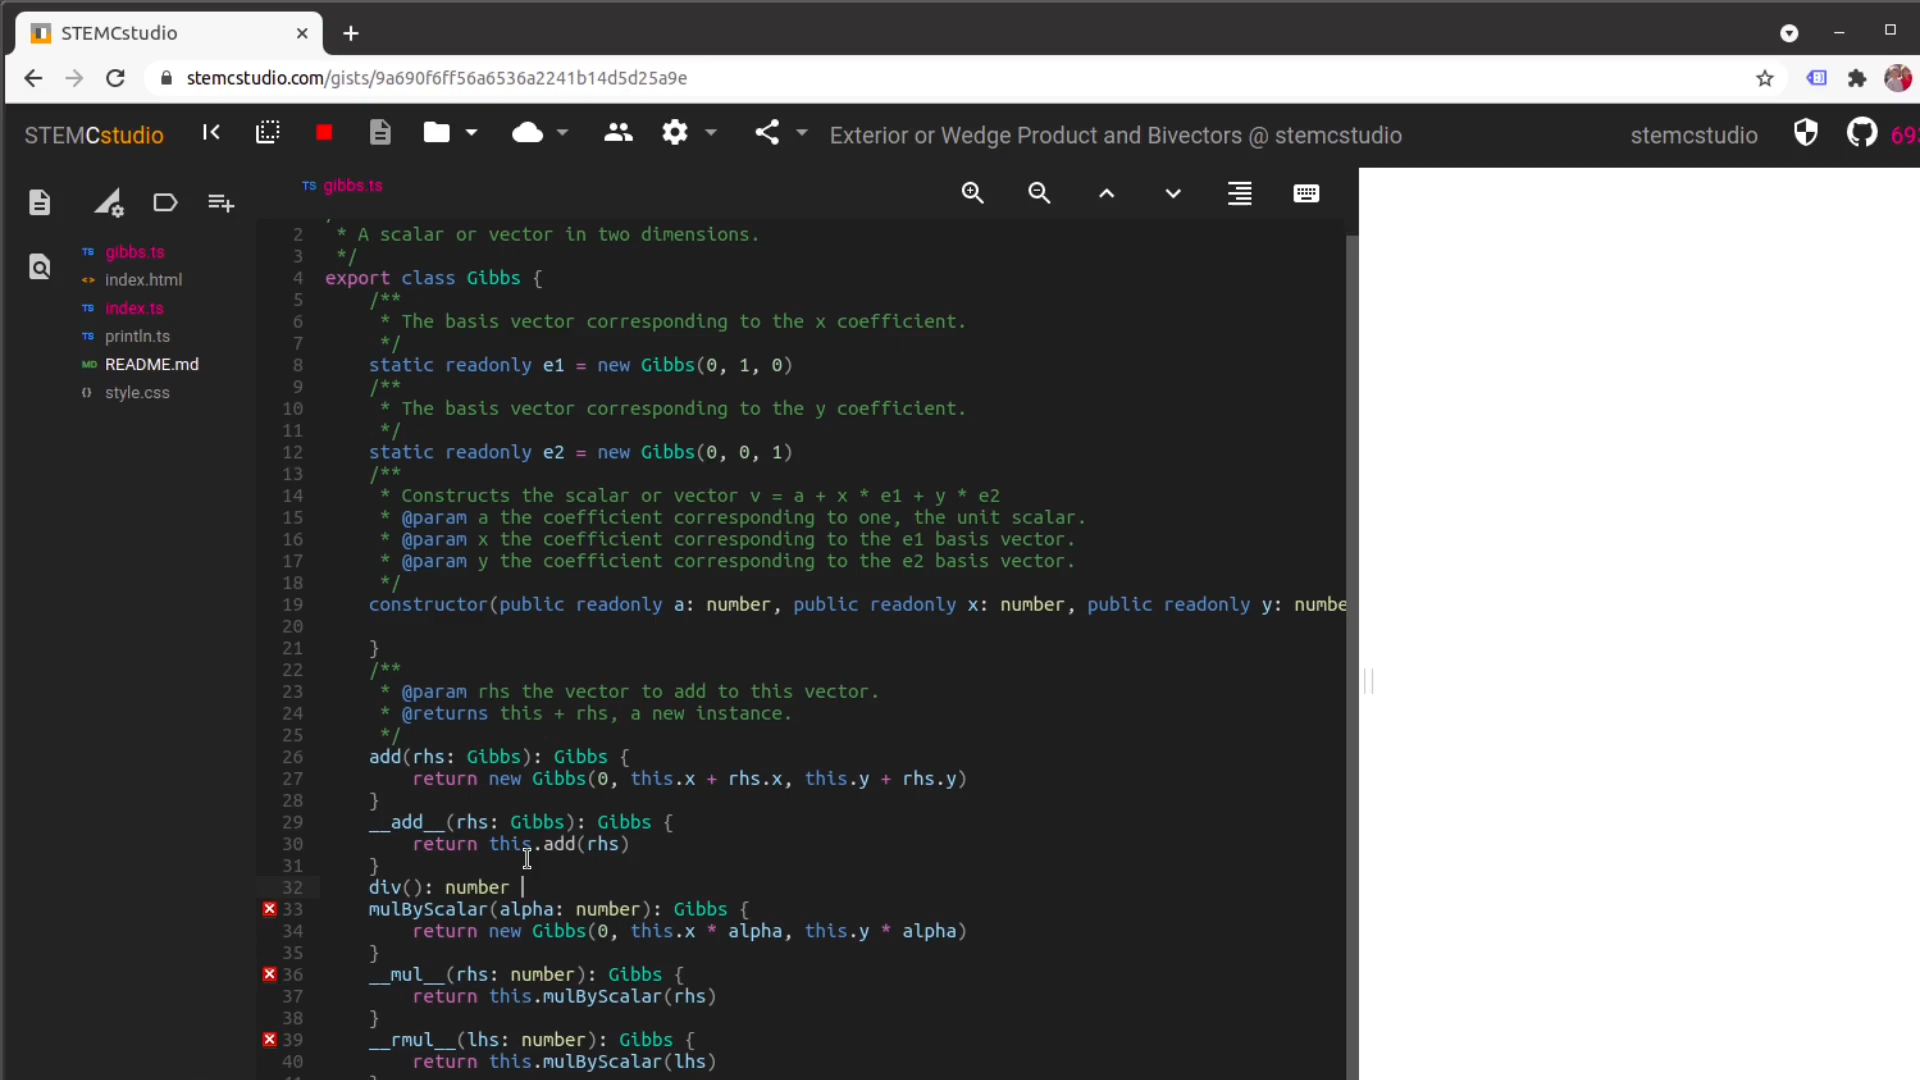 STEMCstudio
stemcstudio.com/gists/9a690f6ff56a6536a2241b14d5d25a9e
STEMCstudio
Exterior or Wedge Product and Bivectors @ stemcstudio
stemcstudio
TS gibbs.ts
TS gibbs.ts
<> index.html
TS index.ts
TS println.ts
MD README.md
{} style.css
2 * A scalar or vector in two dimensions.
3 */
4 export class Gibbs {
5 /**
6 * The basis vector corresponding to the x coefficient.
7 */
8 static readonly e1 = new Gibbs(0, 1, 0)
9 /**
10 * The basis vector corresponding to the y coefficient.
11 */
12 static readonly e2 = new Gibbs(0, 0, 1)
13 /**
14 * Constructs the scalar or vector v = a + x * e1 + y * e2
15 * @param a the coefficient corresponding to one, the unit scalar.
16 * @param x the coefficient corresponding to the e1 basis vector.
17 * @param y the coefficient corresponding to the e2 basis vector.
18 */
19 constructor(public readonly a: number, public readonly x: number, public readonly y: numbe
20
21 }
22 /**
23 * @param rhs the vector to add to this vector.
24 * @returns this + rhs, a new instance.
25 */
26 add(rhs: Gibbs): Gibbs {
27 return new Gibbs(0, this.x + rhs.x, this.y + rhs.y)
28 }
29 __add__(rhs: Gibbs): Gibbs {
30 return this.add(rhs)
31 }
32 div(): number
33 mulByScalar(alpha: number): Gibbs {
34 return new Gibbs(0, this.x * alpha, this.y * alpha)
35 }
36 __mul__(rhs: number): Gibbs {
37 return this.mulByScalar(rhs)
38 }
39 __rmul__(lhs: number): Gibbs {
40 return this.mulByScalar(lhs)